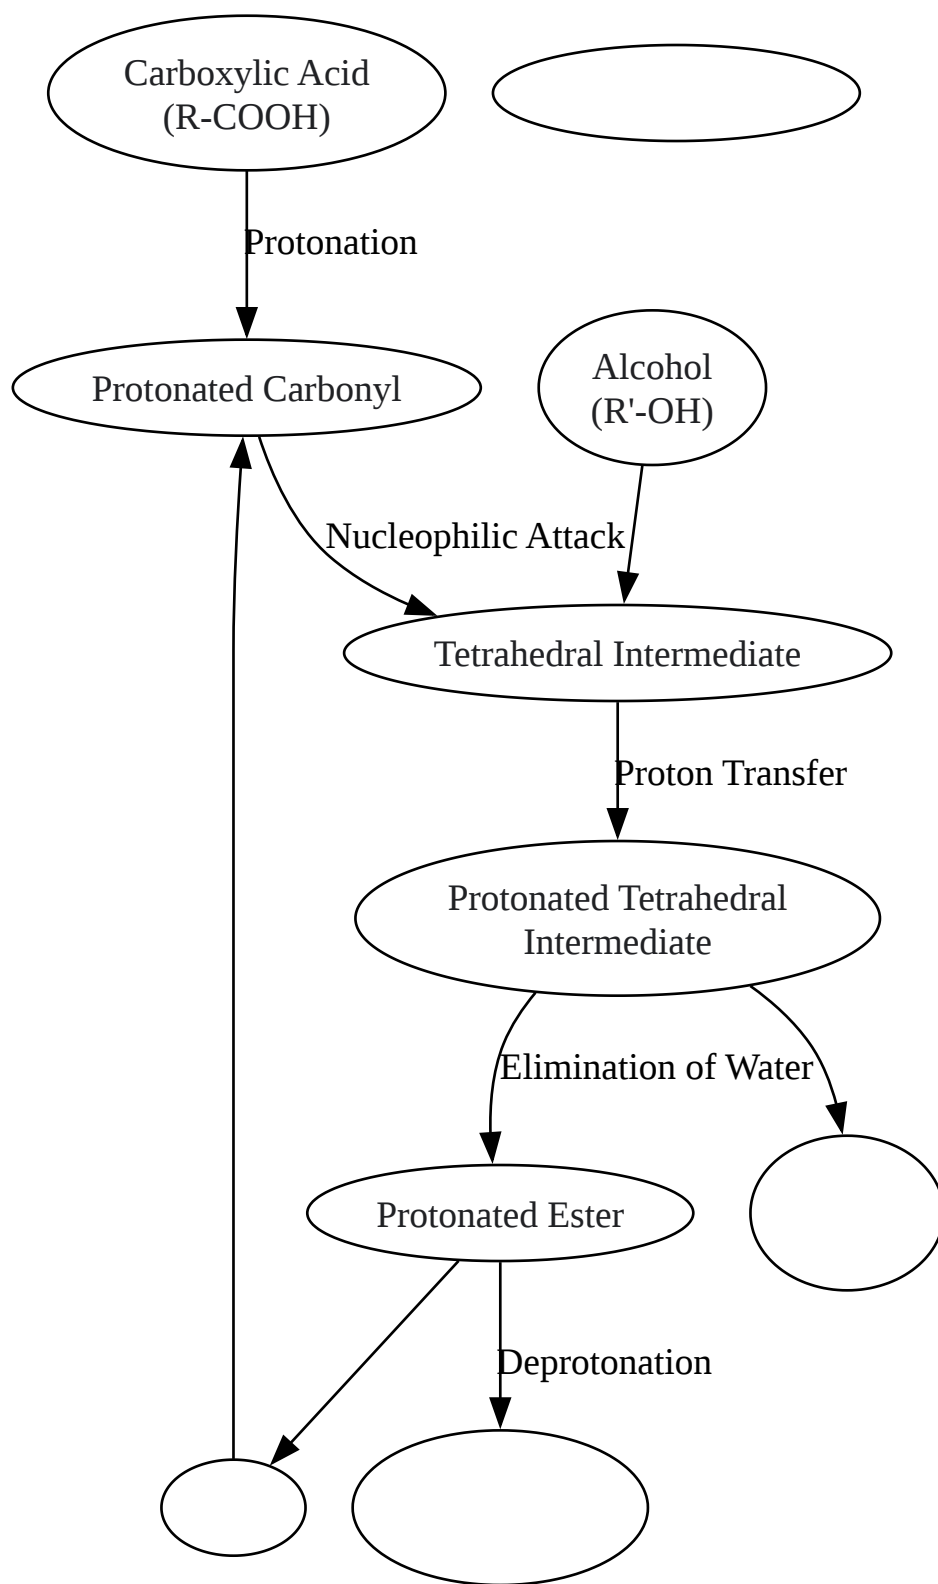 Carboxylic Acid
(R-COOH)
Protonation
Protonated Carbonyl
Alcohol
(R'-OH)
Nucleophilic Attack
Tetrahedral Intermediate
Proton Transfer
Protonated Tetrahedral
Intermediate
Elimination of Water
Protonated Ester
Deprotonation